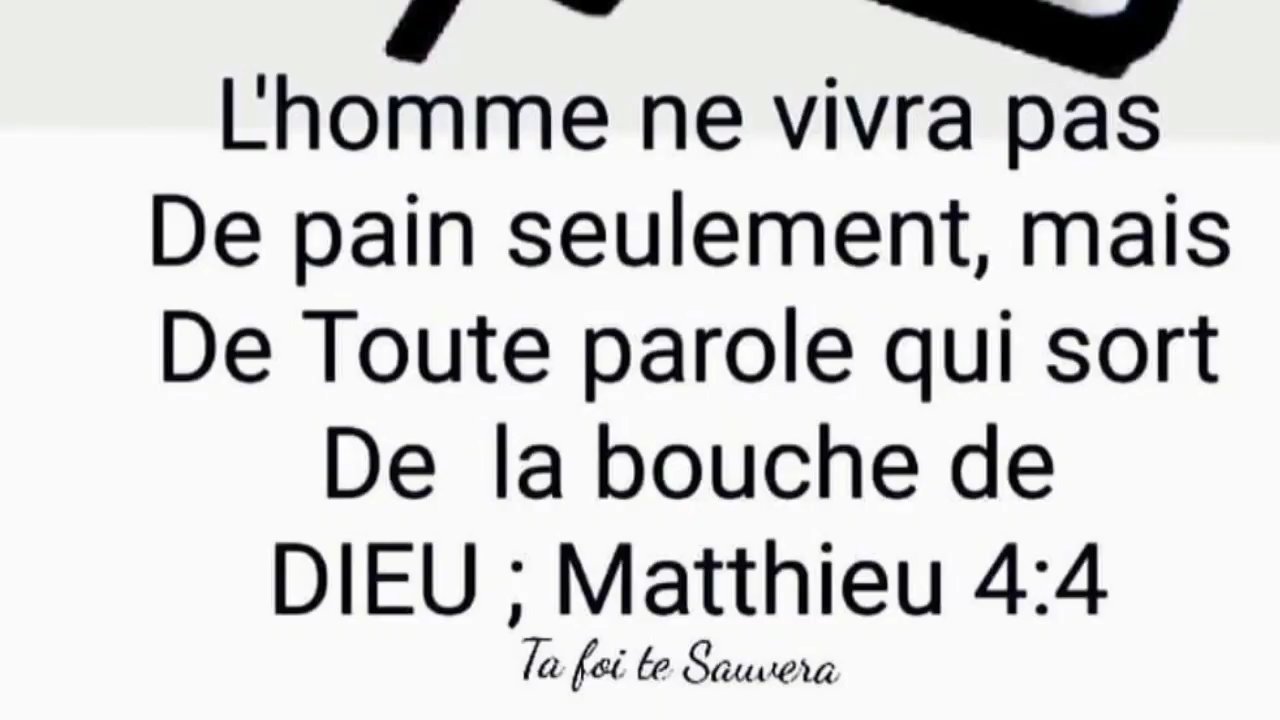 L'homme ne vivra pas
De pain seulement, mais
De Toute parole qui sort
De  la bouche de
DIEU ; Matthieu 4:4
Ta foi te Sauvera